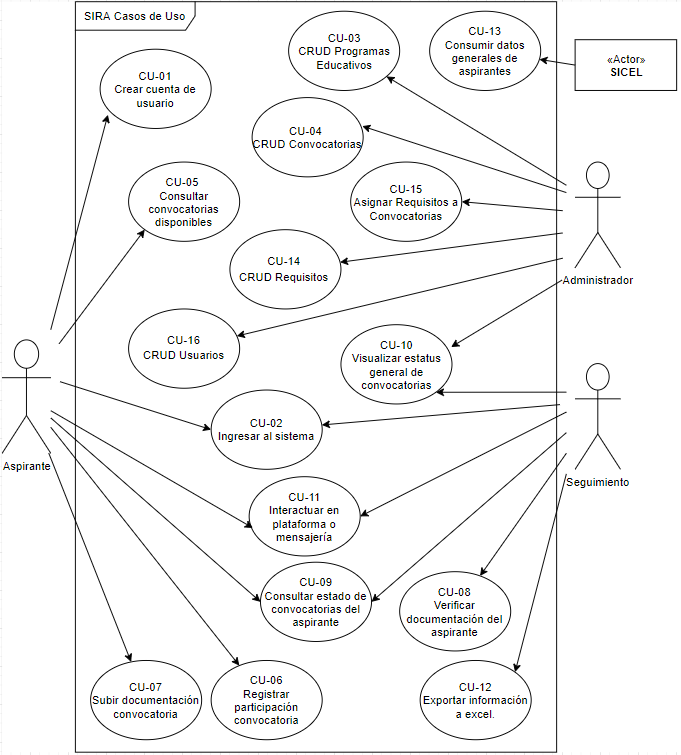 SIRA Casos de Uso
CU-03
CRUD Programas
Educativos
CU-13
Consumir datos
generales de
aspirantes
«Actor»
SICEL
CU-01
Crear cuenta de
usuario
CU-04
CRUD Convocatorias
CU-05
Consultar
convocatorias
disponibles
CU-15
Asignar Requisitos a
Convocatorias
CU-14
CRUD Requisitos
Administrador
CU-16
CRUD Usuarios
CU-10
Visualizar estatus
general de
convocatorias
CU-02
Ingresar al sistema
Aspirante
Seguimiento
CU-11
Interactuar en
plataforma o
mensajería
CU-09
Consultar estado de
convocatorias del
aspirante
CU-08
Verificar
documentación del
aspirante
CU-07
Subir documentación
convocatoria
CU-06
Registrar
participación
convocatoria
CU-12
Exportar información
a excel.